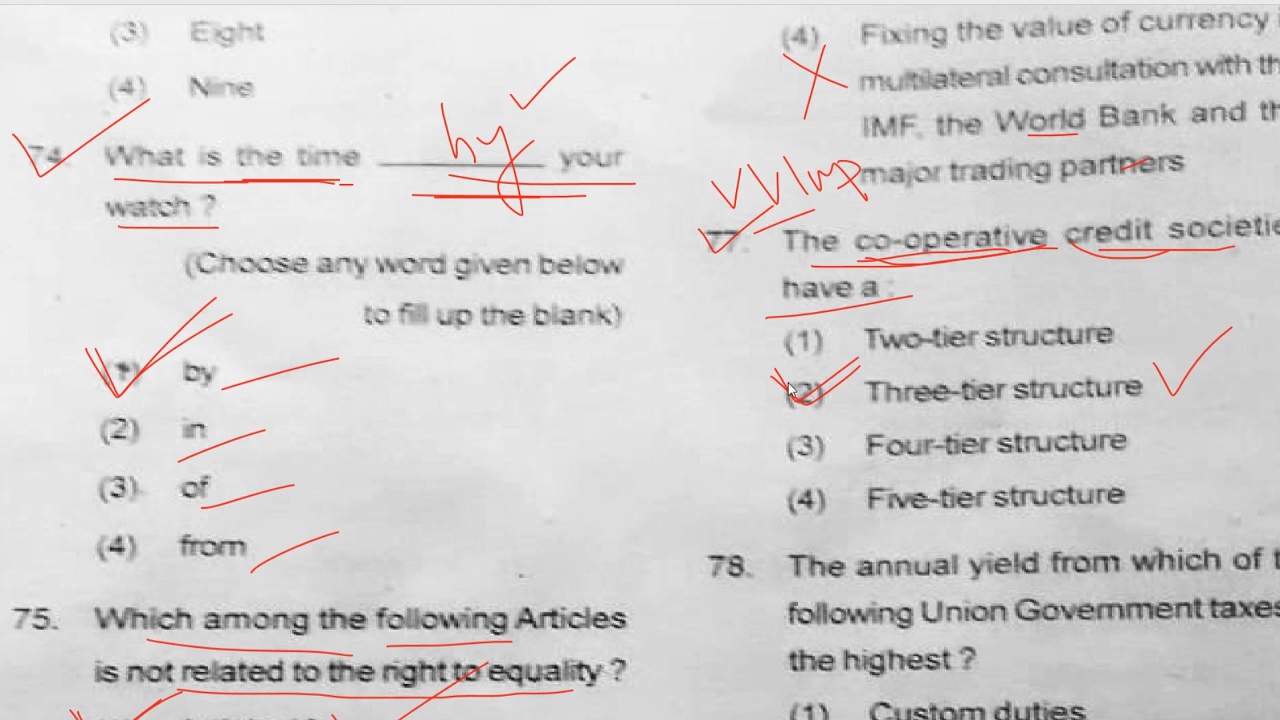 (3) Eight
(4) Nine
74. What is the time by your
watch ?
(Choose any word given below
to fill up the blank)
(1) by
(2) in
(3) of
(4) from
75. Which among the following Articles
is not related to the right to equality ?
(4) Fixing the value of currency
multilateral consultation with
IMF, the World Bank and
major trading partners
V V Imp
77. The co-operative credit
have a :
(1) Two-tier structure
(2) Three-tier structure
(3) Four-tier structure
(4) Five-tier structure
78. The annual yield from which of
following Union Government taxes
the highest ?
(1) Custom duties